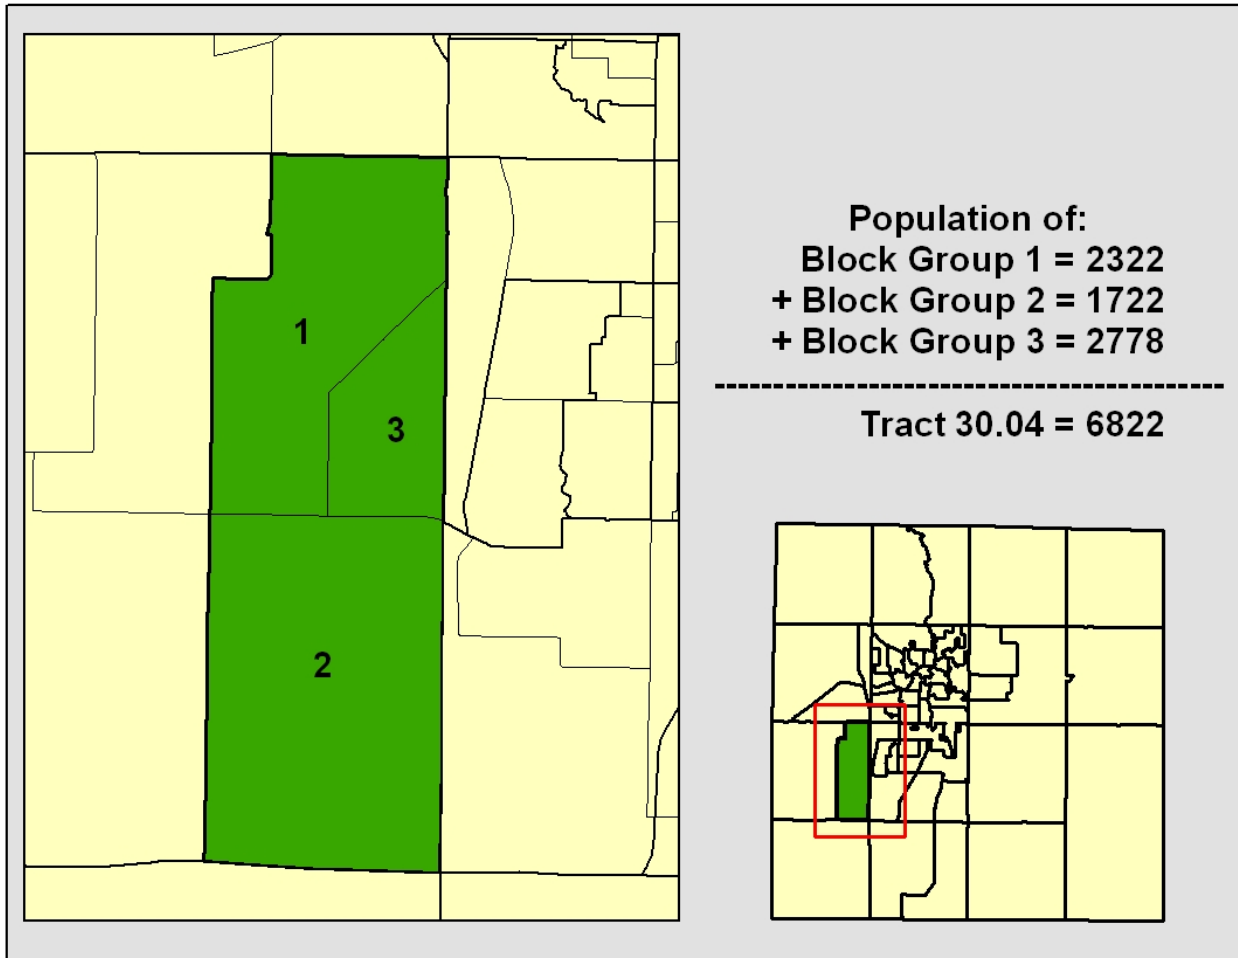 1
3
2
Population of:
Block Group 1 = 2322
+ Block Group 2 = 1722
+ Block Group 3 = 2778
--------------------------------------------
Tract 30.04 = 6822